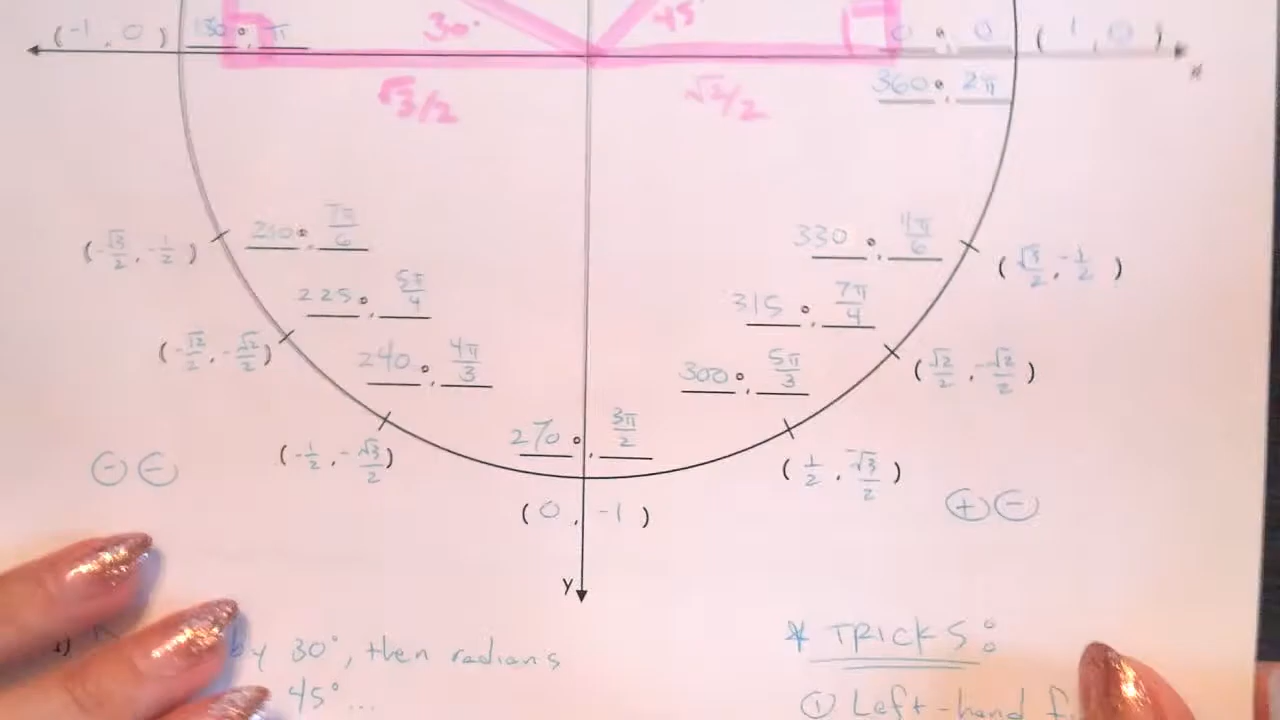 30° 45°
(-1, 0) 180°, π 0°, 0 (1, 0)
x
√3/2 √2/2 360°, 2π
(-√3/2, -1/2) 210°, 7π/6 330°, 11π/6 (√3/2, -1/2)
225°, 5π/4 315°, 7π/4
(-√2/2, -√2/2) 240°, 4π/3 300°, 5π/3 (√2/2, -√2/2)
270°, 3π/2
(-1/2, -√3/2) (1/2, -√3/2)
⊖⊖ ⊕⊖
(0, -1)
y
* TRICKS:
1) by 30°, then radians
45°...
① Left-hand